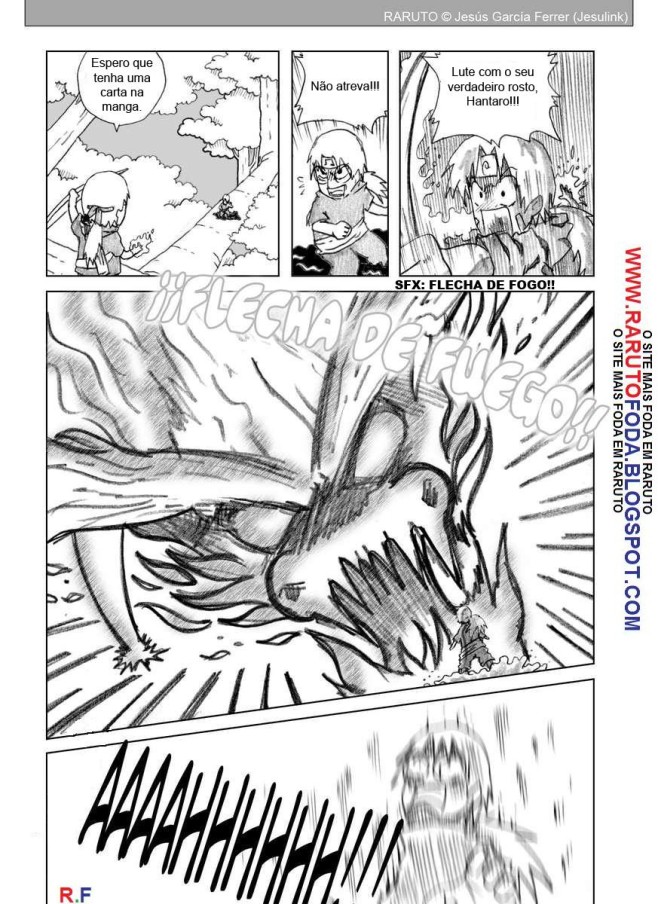 RARUTO © Jesús García Ferrer (Jesulink)
Espero que
tenha uma
carta na
manga.
Não atreva!!!
Lute com o seu
verdadeiro rosto,
Hantaro!!!
SFX: FLECHA DE FOGO!!
¡¡FLECHA DE FUEGO!!
O SITE MAIS FODA EM RARUTO
WWW.RARUTOFODA.BLOGSPOT.COM
O SITE MAIS FODA EM RARUTO
AAAAHHHHHHH!!!
R.F